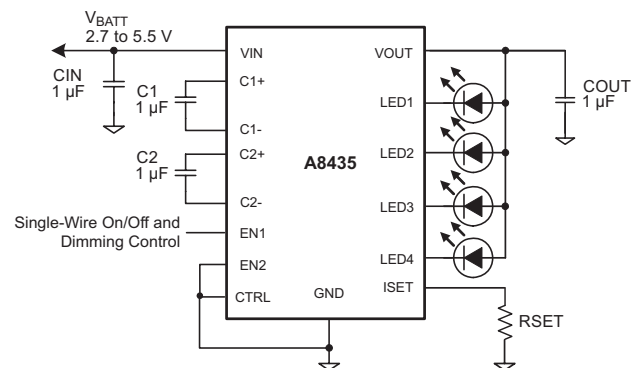 VBATT
2.7 to 5.5 V
CIN
1 µF
C1
1 µF
C2
1 µF
Single-Wire On/Off and
Dimming Control
VIN
C1+
C1-
C2+
C2-
EN1
EN2
CTRL
A8435
GND
VOUT
LED1
LED2
LED3
LED4
ISET
COUT
1 µF
RSET